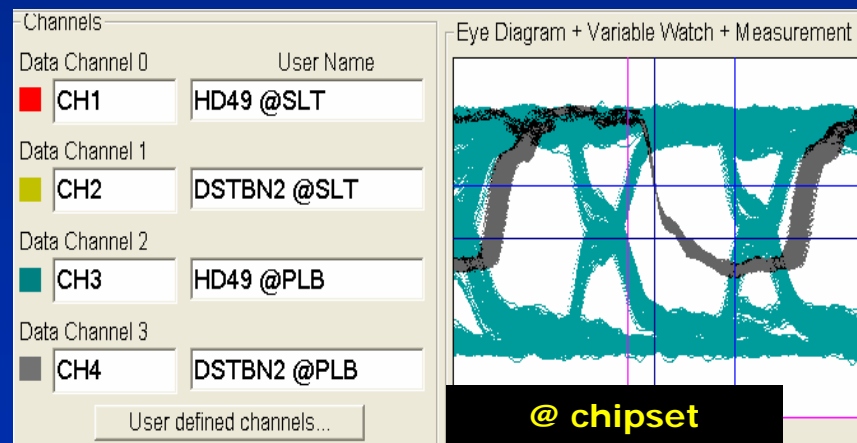 Channels
Data Channel 0 User Name
CH1 HD49 @SLT
Data Channel 1
CH2 DSTBN2 @SLT
Data Channel 2
CH3 HD49 @PLB
Data Channel 3
CH4 DSTBN2 @PLB
User defined channels...
Eye Diagram + Variable Watch + Measurement
@ chipset